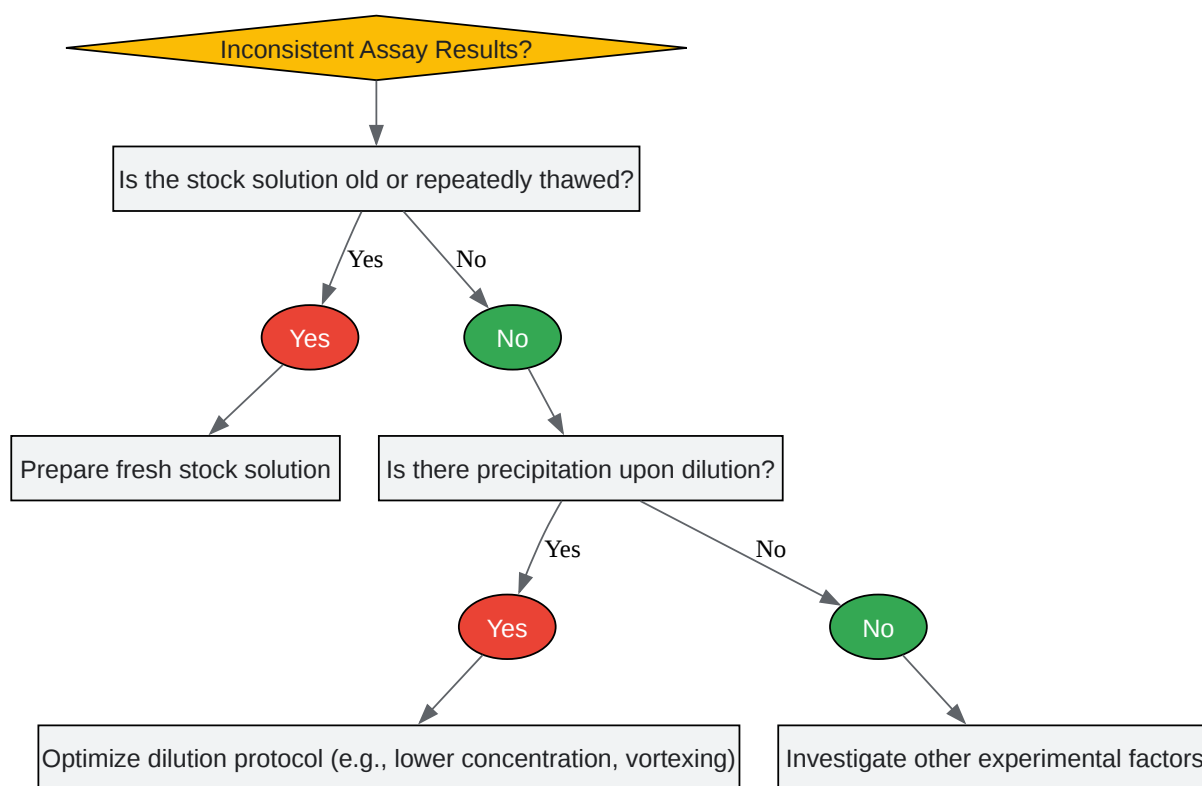 Inconsistent Assay Results?
Is the stock solution old or repeatedly thawed?
Yes
No
Yes
No
Prepare fresh stock solution
Is there precipitation upon dilution?
Yes
No
Yes
No
Optimize dilution protocol (e.g., lower concentration, vortexing)
Investigate other experimental factors